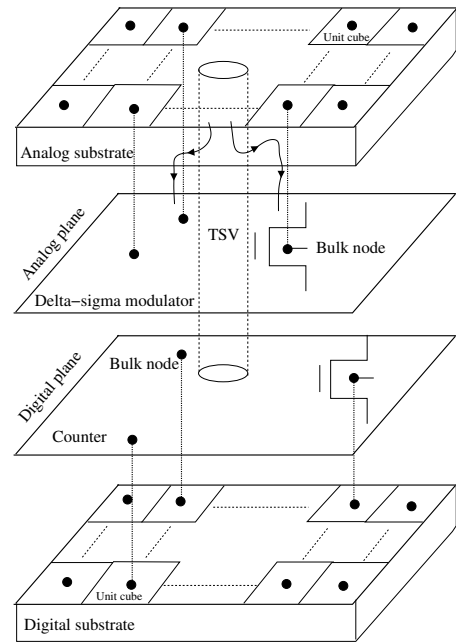 Unit cube
Analog substrate
Analog plane
TSV
Bulk node
Delta−sigma modulator
Digital plane
Bulk node
Counter
Unit cube
Digital substrate